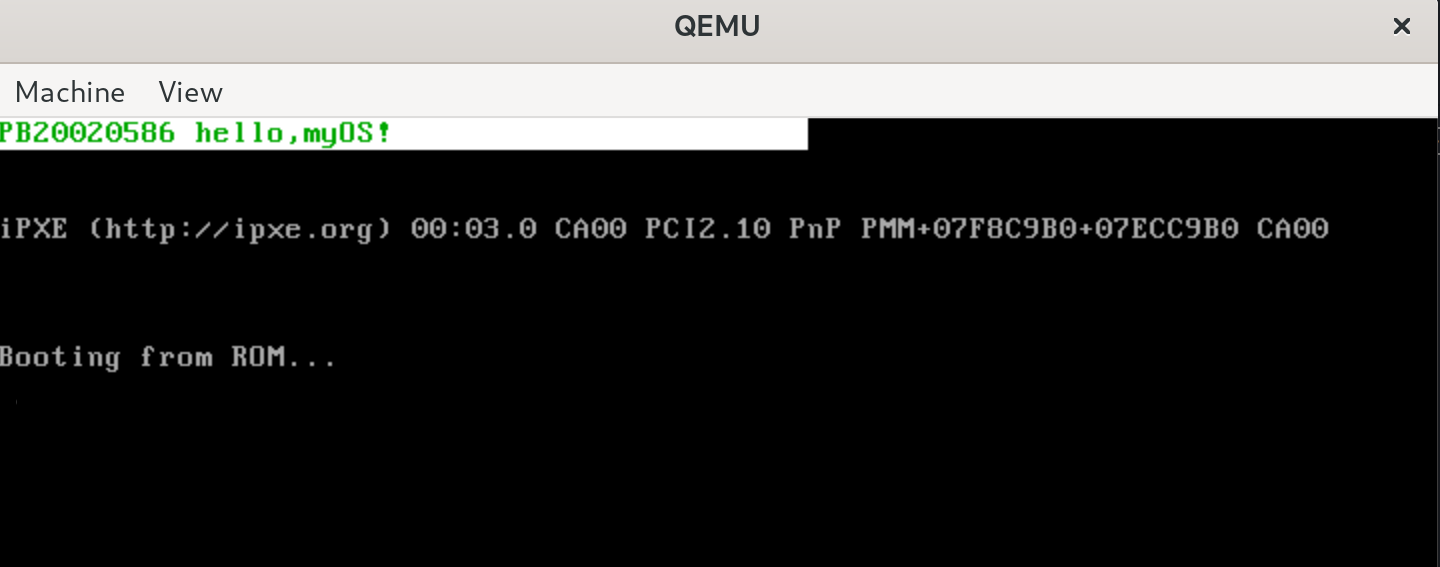 QEMU
Machine View
PB20020586 hello,myOS!
iPXE (http://ipxe.org) 00:03.0 CA00 PCI2.10 PnP PMM+07F8C9B0+07ECC9B0 CA00
Booting from ROM...